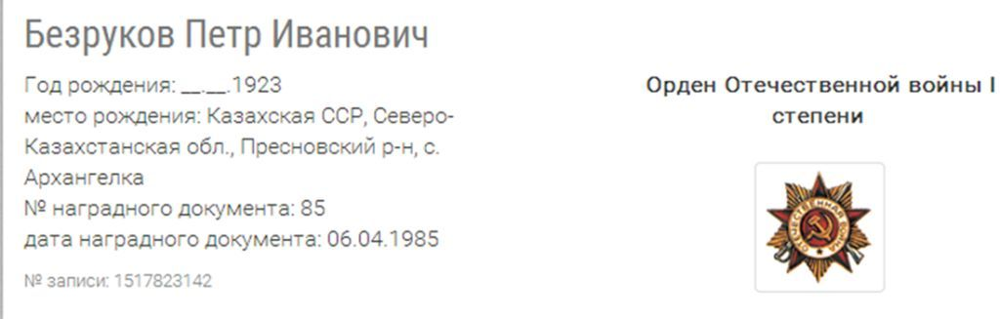 Безруков Петр Иванович
Год рождения: __.__.1923
место рождения: Казахская ССР, Северо-
Казахстанская обл., Пресновский р-н, с.
Архангелка
№ наградного документа: 85
дата наградного документа: 06.04.1985
№ записи: 1517823142
Орден Отечественной войны I
степени
ОТЕЧЕСТВЕННАЯ ВОЙНА